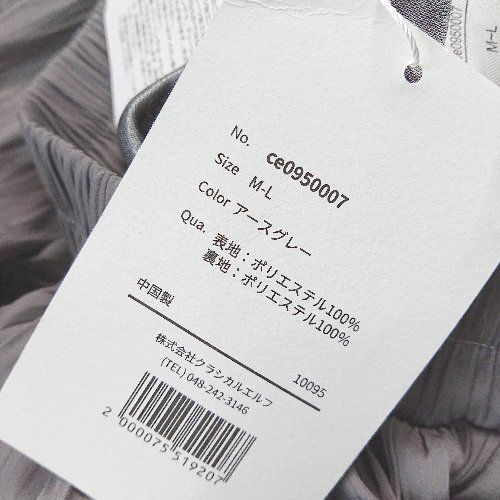 No. ce0950007
Size M-L
Color アースグレー
Qua. 表地：ポリエステル100%
裏地：ポリエステル100%
中国製
10095
株式会社クラシカルエルフ
(TEL) 048-242-3146
2 000075 519207
ce0950007
M-L